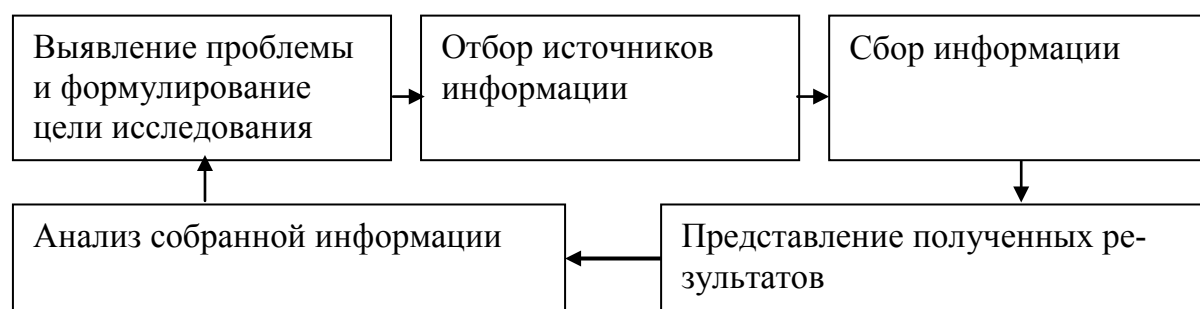 Выявление проблемы
и формулирование
цели исследования
Отбор источников
информации
Сбор информации
Анализ собранной информации
Представление полученных ре-
зультатов